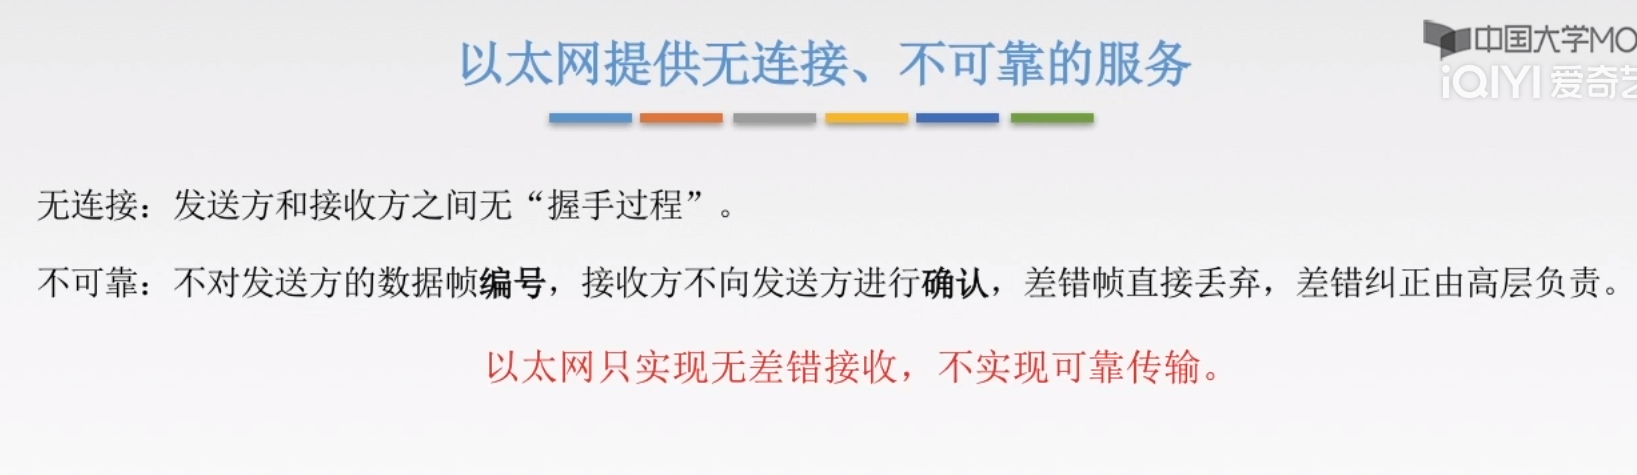 以太网提供无连接、不可靠的服务
中国大学MO
iQIYI 爱奇艺
无连接：发送方和接收方之间无“握手过程”。
不可靠：不对发送方的数据帧编号，接收方不向发送方进行确认，差错帧直接丢弃，差错纠正由高层负责。
以太网只实现无差错接收，不实现可靠传输。